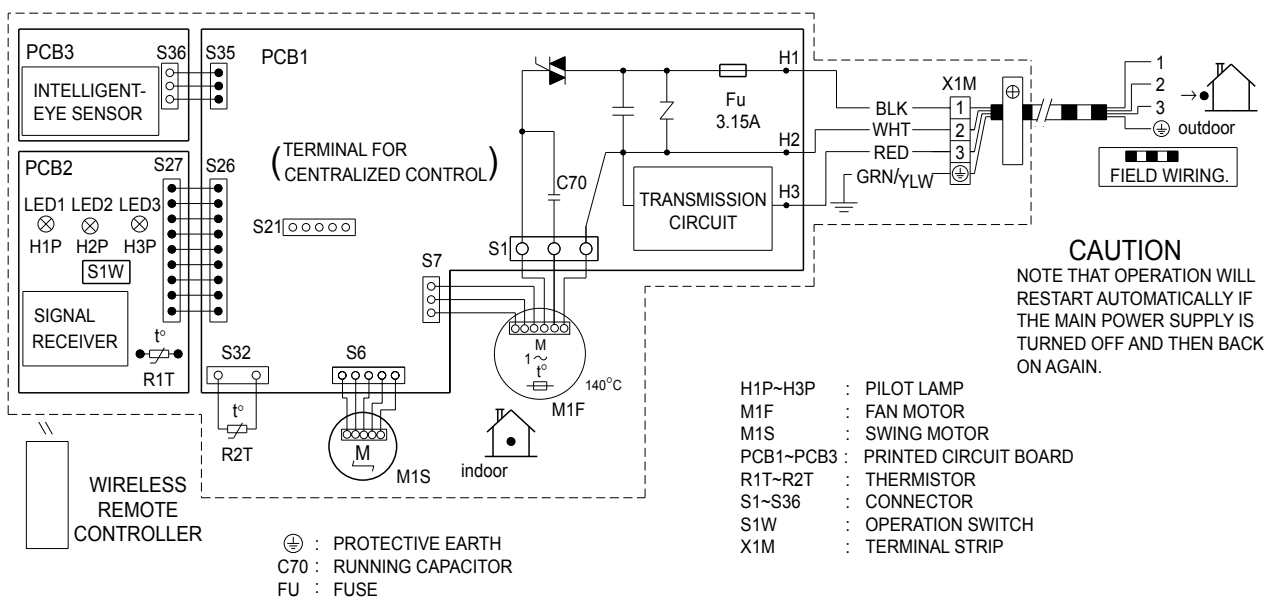 PCB3
S36
S35
PCB1
INTELLIGENT-
EYE SENSOR
H1
Fu
3.15A
H2
H3
TRANSMISSION
CIRCUIT
(TERMINAL FOR
CENTRALIZED CONTROL)
C70
S21
S1
S7
PCB2
S27
S26
LED1 LED2 LED3
H1P H2P H3P
S1W
SIGNAL
RECEIVER
t°
R1T
S32
t°
R2T
S6
M
M1S
M
1~
t°
140°C
M1F
indoor
X1M
BLK
1
WHT
2
RED
3
GRN/YLW
1
2
3
outdoor
FIELD WIRING.
CAUTION
NOTE THAT OPERATION WILL
RESTART AUTOMATICALLY IF
THE MAIN POWER SUPPLY IS
TURNED OFF AND THEN BACK
ON AGAIN.
WIRELESS
REMOTE
CONTROLLER
: PROTECTIVE EARTH
C70 : RUNNING CAPACITOR
FU : FUSE
H1P~H3P : PILOT LAMP
M1F : FAN MOTOR
M1S : SWING MOTOR
PCB1~PCB3 : PRINTED CIRCUIT BOARD
R1T~R2T : THERMISTOR
S1~S36 : CONNECTOR
S1W : OPERATION SWITCH
X1M : TERMINAL STRIP